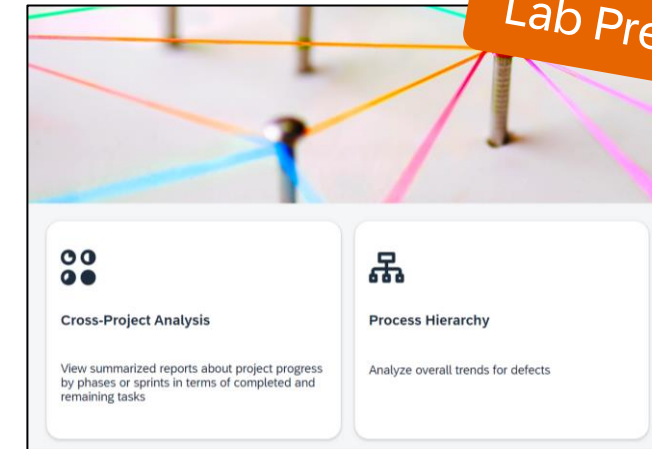 Lab Pre
Cross-Project Analysis
View summarized reports about project progress
by phases or sprints in terms of completed and
remaining tasks
Process Hierarchy
Analyze overall trends for defects